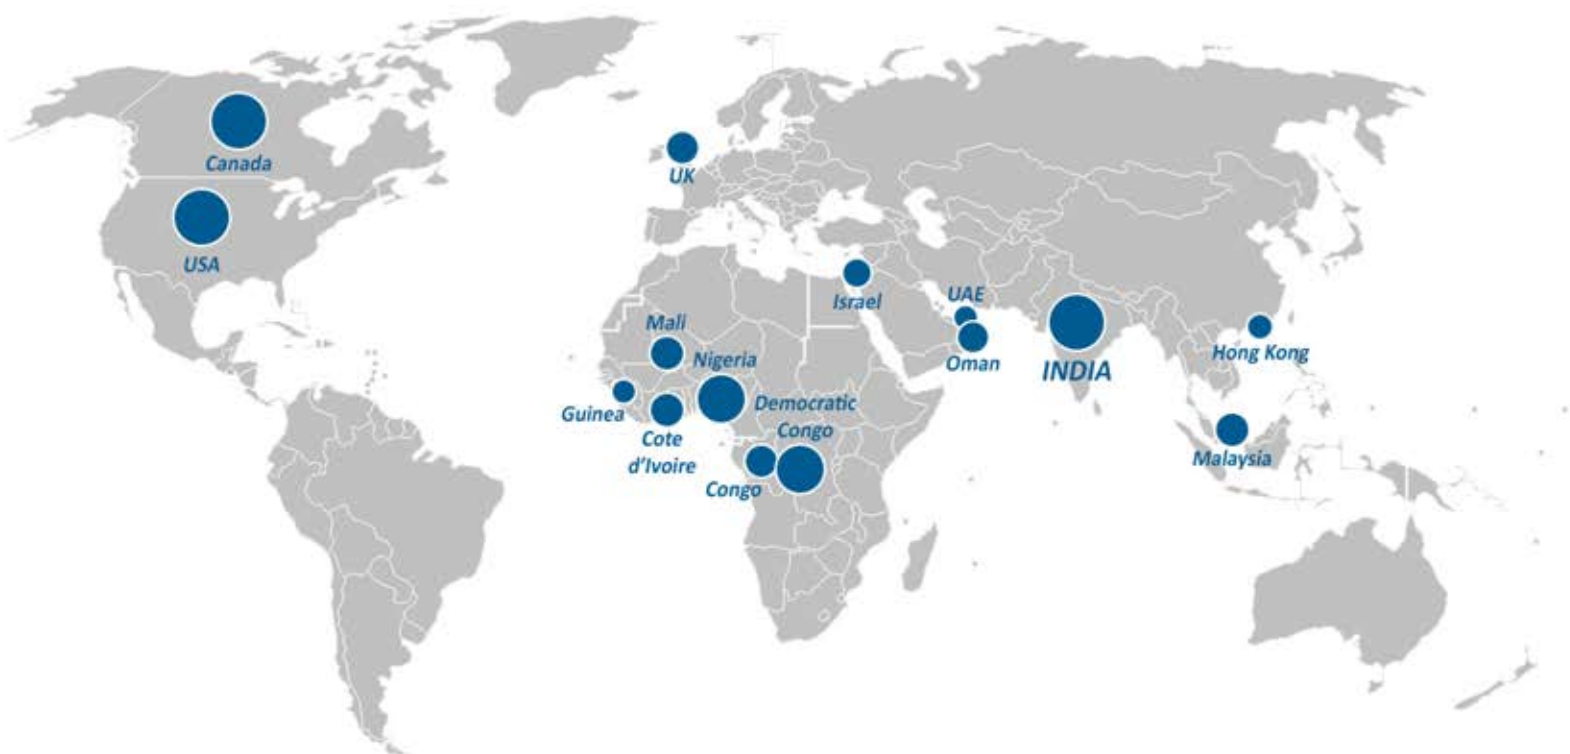 Canada
UK
USA
Israel
UAE
Mali
Hong Kong
Nigeria
Oman
INDIA
Guinea
Democratic
Congo
Cote
d'Ivoire
Malaysia
Congo